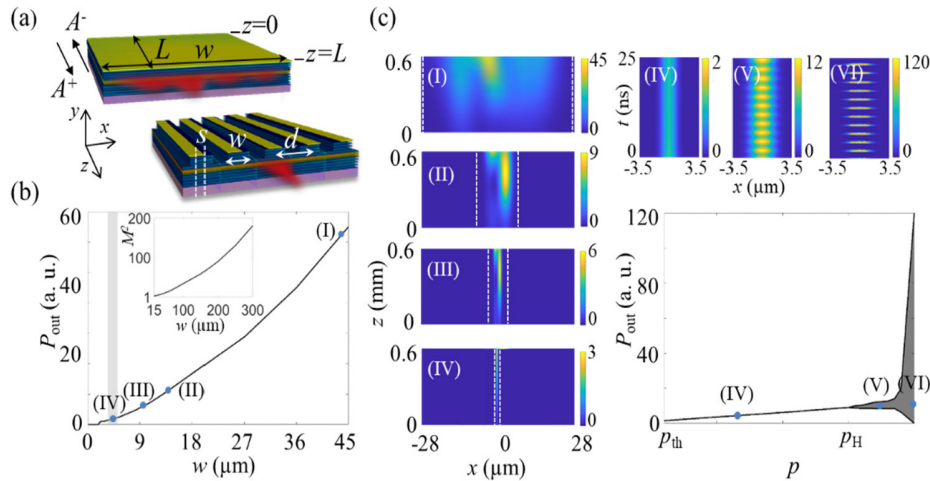 (a)
A⁻
A⁺
L
w
z=0
z=L
y
x
z
S
w
d
(b)
60
40
20
0
P_out (a. u.)
0 9 18 27 36 45
w (µm)
(I)
(II)
(III)
(IV)
200
100
1
M²
15 100 200 300
w (µm)
(c)
(I)
0.6
0
45
0
(II)
0.6
0
9
0
(III)
0.6
0
6
0
(IV)
0.6
0
3
0
z (mm)
-28 0 28
x (µm)
(IV)
(V)
(VI)
25
0
t (ns)
2
0
12
0
120
0
-3.5 3.5
-3.5 3.5
-3.5 3.5
x (µm)
120
80
40
0
P_out (a. u.)
(IV)
(V)
(VI)
p_th
p_H
p